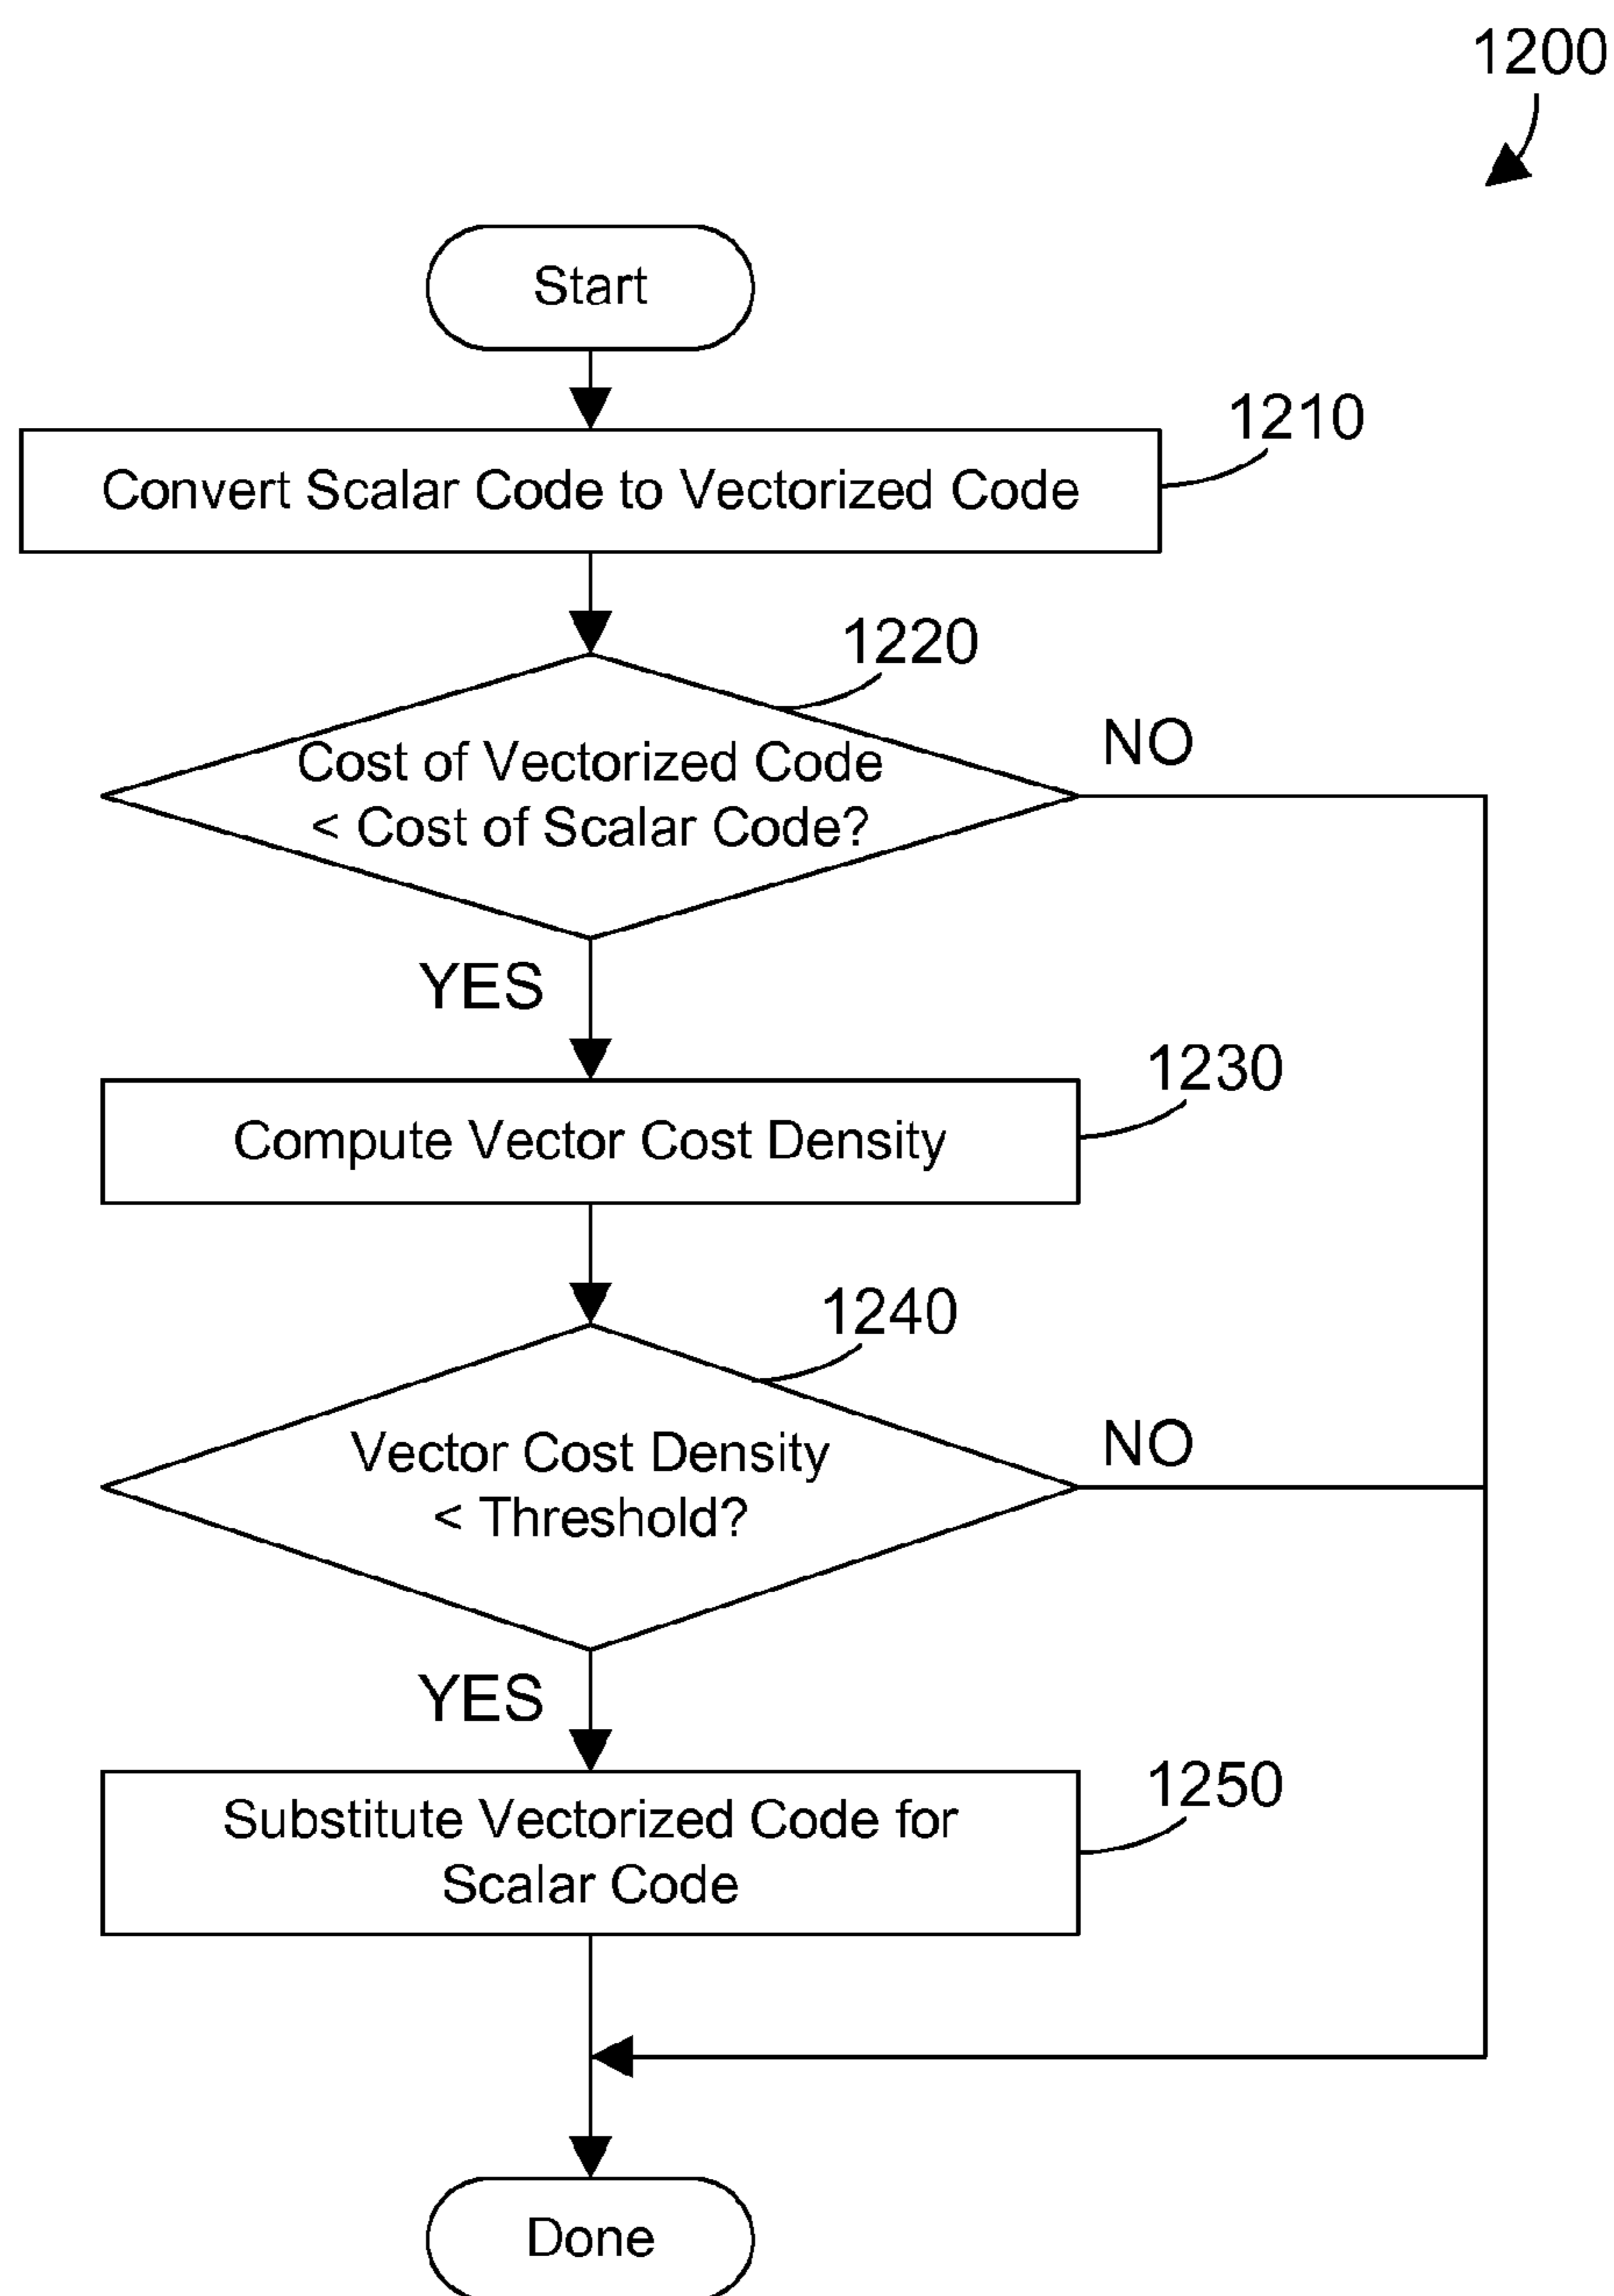 1200
Start
1210
Convert Scalar Code to Vectorized Code
1220
Cost of Vectorized Code
< Cost of Scalar Code?
NO
YES
1230
Compute Vector Cost Density
1240
Vector Cost Density
< Threshold?
NO
YES
1250
Substitute Vectorized Code for
Scalar Code
Done